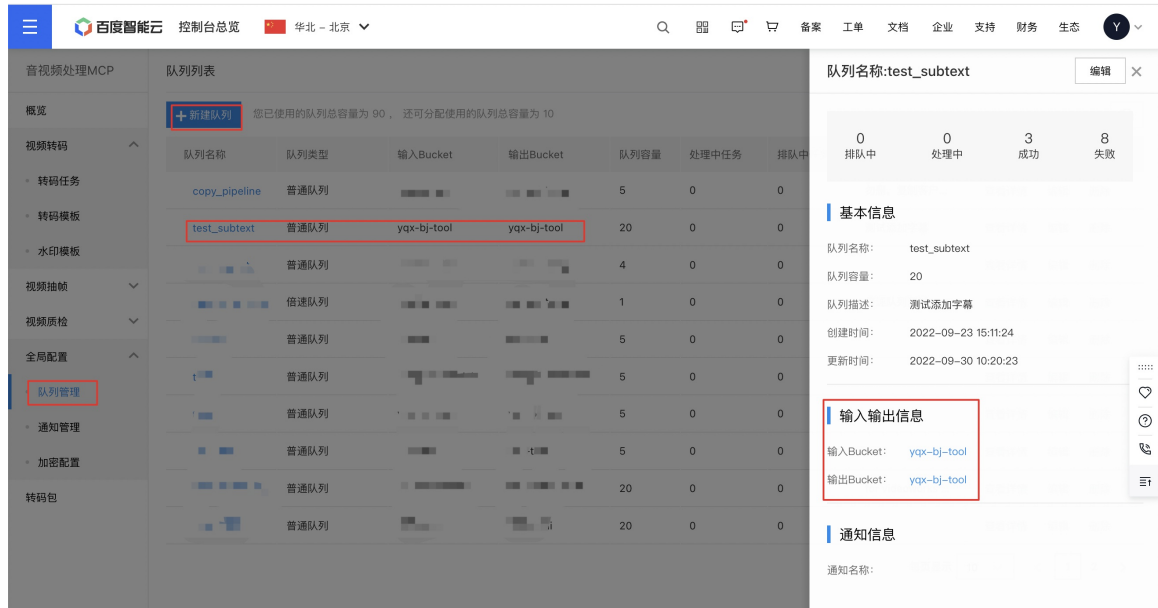 百度智能云 控制台总览 华北 - 北京 备案 工单 文档 企业 支持 财务 生态 Y
音视频处理MCP
概览
视频转码
转码任务
转码模板
水印模板
视频抽帧
视频质检
全局配置
队列管理
通知管理
加密配置
转码包
队列列表
+ 新建队列 您已使用的队列总容量为 90 ， 还可分配使用的队列总容量为 10
队列名称 队列类型 输入Bucket 输出Bucket 队列容量 处理中任务 排队中
copy_pipeline 普通队列 5 0 0
test_subtext 普通队列 yqx-bj-tool yqx-bj-tool 20 0 0
普通队列 4 0 0
倍速队列 1 0 0
普通队列 5 0 0
普通队列 5 0 0
普通队列 5 0 0
普通队列 5 0 0
普通队列 20 0 0
普通队列 20 0 0
队列名称:test_subtext 编辑
0 0 3 8
排队中 处理中 成功 失败
基本信息
队列名称： test_subtext
队列容量： 20
队列描述： 测试添加字幕
创建时间： 2022-09-23 15:11:24
更新时间： 2022-09-30 10:20:23
输入输出信息
输入Bucket： yqx-bj-tool
输出Bucket： yqx-bj-tool
通知信息
通知名称：